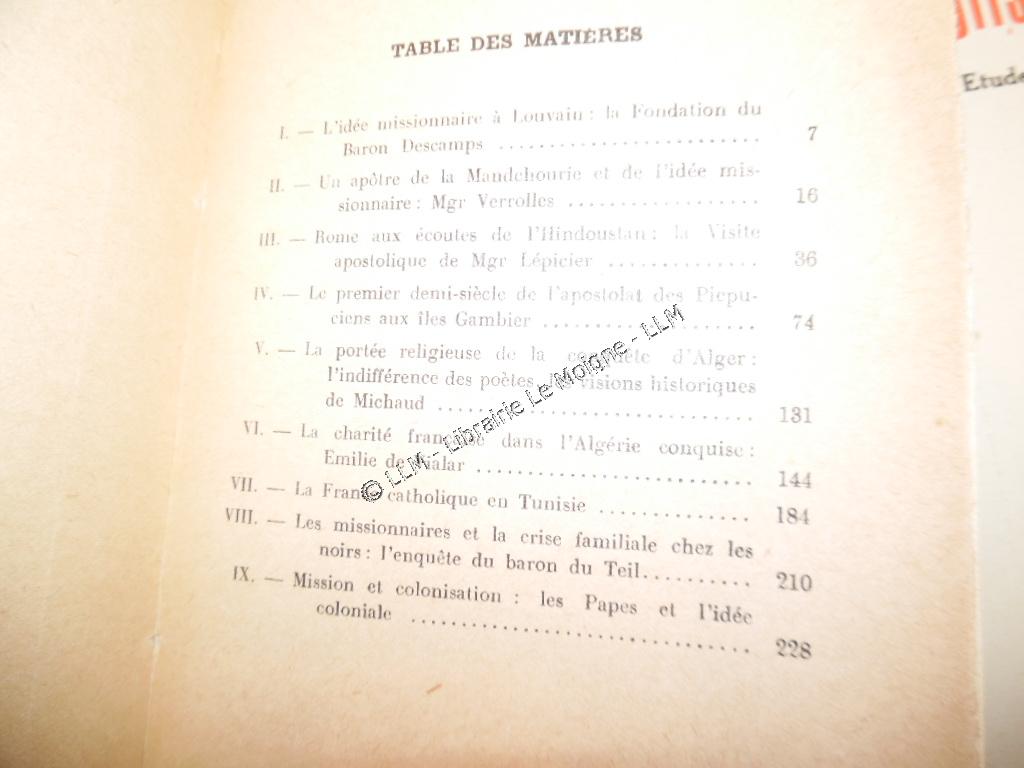 TABLE DES MATIÈRES
I. — L'idée missionnaire à Louvain : la Fondation du
Baron Descamps .......................... 7
II. — Un apôtre de la Mandchourie et de l'idée mis-
sionnaire : Mgr Verrolles ................... 16
III. — Rome aux écoutes de l'Hindoustan : la Visite
apostolique de Mgr Lépicier ............... 36
IV. — Le premier demi-siècle de l'apostolat des Picpu-
ciens aux îles Gambier ..................... 74
V. — La portée religieuse de la conquête d'Alger :
l'indifférence des poètes, les visions historiques
de Michaud ................................ 131
VI. — La charité française dans l'Algérie conquise :
Emilie de Vialar ............................ 144
VII. — La France catholique en Tunisie .............. 184
VIII. — Les missionnaires et la crise familiale chez les
noirs : l'enquête du baron du Teil.......... 210
IX. — Mission et colonisation : les Papes et l'idée
coloniale .................................. 228
© LLM - Librairie Le Moigne - LLM
Etude